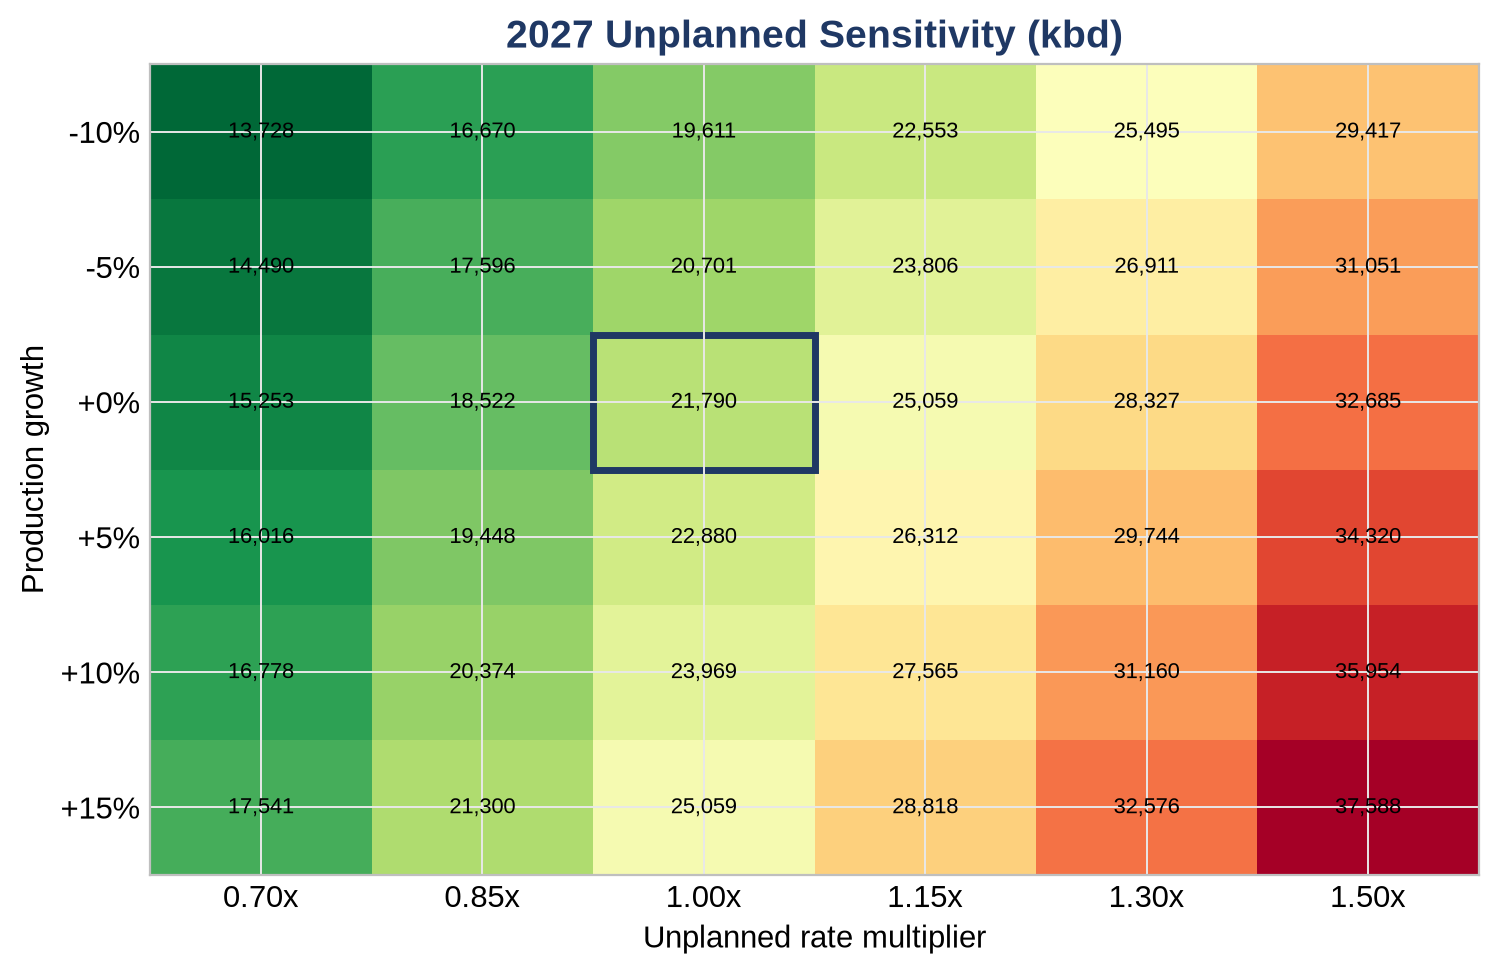 2027 Unplanned Sensitivity (kbd)
Production growth
-10% 13,728 16,670 19,611 22,553 25,495 29,417
-5% 14,490 17,596 20,701 23,806 26,911 31,051
+0% 15,253 18,522 21,790 25,059 28,327 32,685
+5% 16,016 19,448 22,880 26,312 29,744 34,320
+10% 16,778 20,374 23,969 27,565 31,160 35,954
+15% 17,541 21,300 25,059 28,818 32,576 37,588
0.70x 0.85x 1.00x 1.15x 1.30x 1.50x
Unplanned rate multiplier